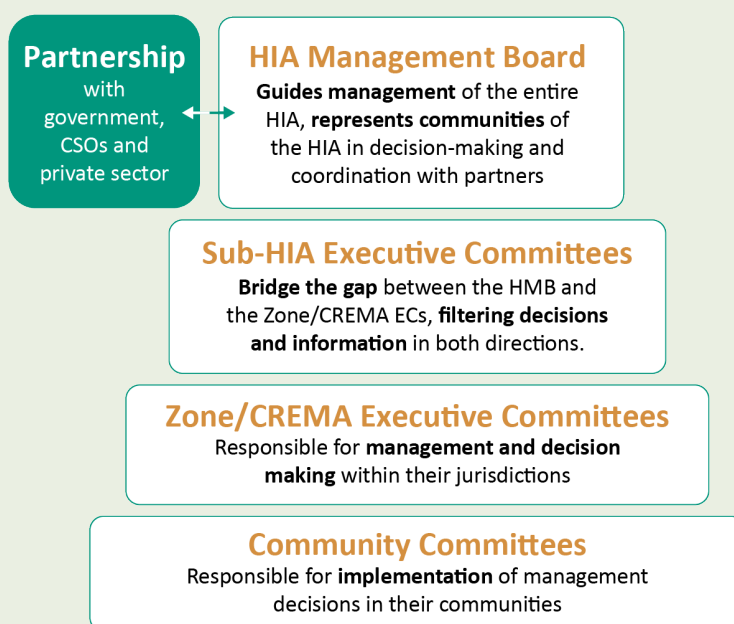 Partnership
with
government,
CSOs and
private sector
HIA Management Board
Guides management of the entire
HIA, represents communities of
the HIA in decision-making and
coordination with partners
Sub-HIA Executive Committees
Bridge the gap between the HMB and
the Zone/CREMA ECs, filtering decisions
and information in both directions.
Zone/CREMA Executive Committees
Responsible for management and decision
making within their jurisdictions
Community Committees
Responsible for implementation of management
decisions in their communities